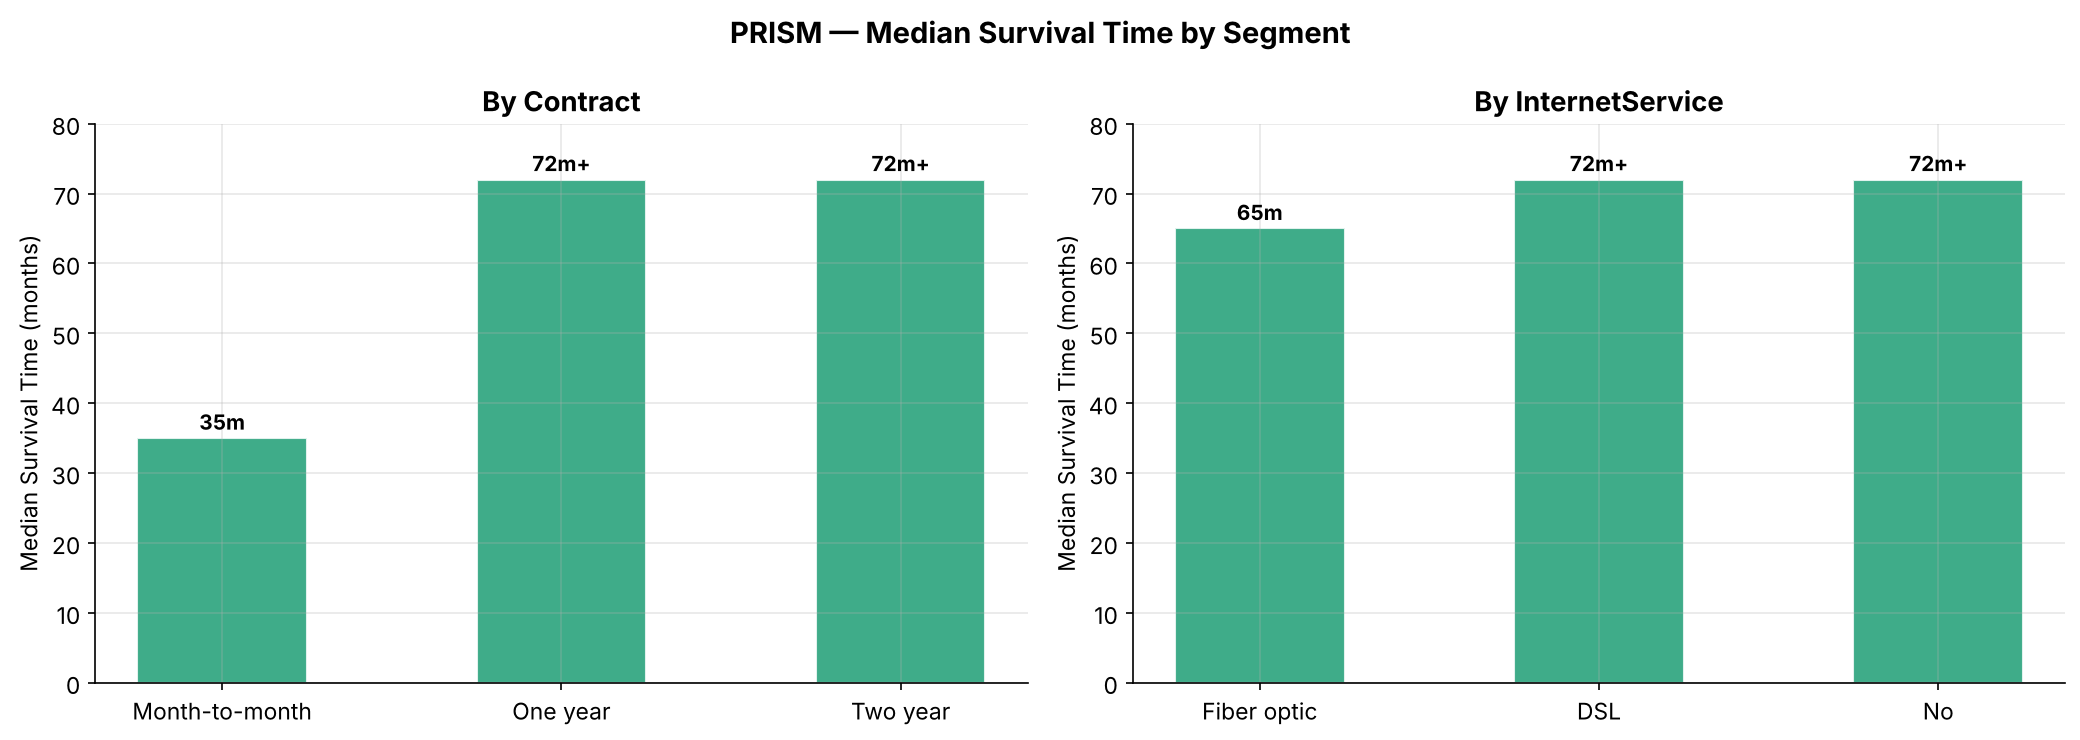 PRISM — Median Survival Time by Segment
By Contract
Median Survival Time (months)
80
70
60
50
40
30
20
10
0
35m
72m+
72m+
Month-to-month
One year
Two year
By InternetService
Median Survival Time (months)
80
70
60
50
40
30
20
10
0
65m
72m+
72m+
Fiber optic
DSL
No